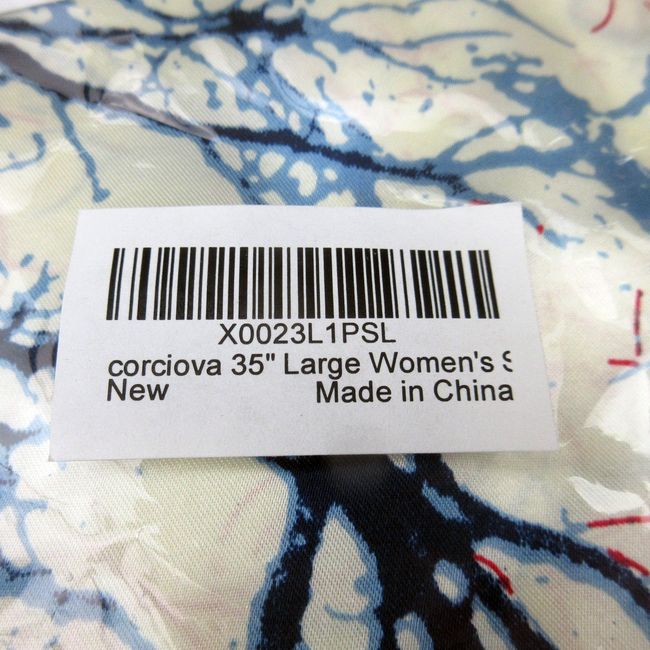 X0023L1PSL
corciova 35" Large Women's S
New Made in China